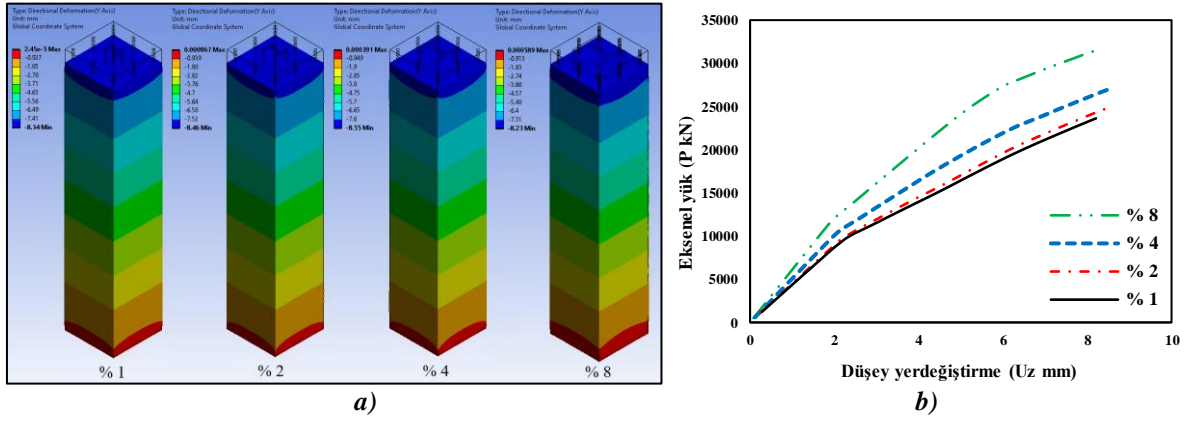 Type: Directional Deformation(Y Axis)
Unit: mm
Global Coordinate System
2.45e-5 Max
-0.927
-1.85
-2.78
-3.71
-4.63
-5.56
-6.49
-7.41
-8.34 Min
% 1
Type: Directional Deformation(Y Axis)
Unit: mm
Global Coordinate System
0.000867 Max
-0.939
-1.88
-2.82
-3.76
-4.7
-5.64
-6.58
-7.52
-8.46 Min
% 2
Type: Directional Deformation(Y Axis)
Unit: mm
Global Coordinate System
0.000391 Max
-0.949
-1.9
-2.85
-3.8
-4.75
-5.7
-6.65
-7.6
-8.55 Min
% 4
Type: Directional Deformation(Y Axis)
Unit: mm
Global Coordinate System
0.000589 Max
-0.913
-1.83
-2.74
-3.66
-4.57
-5.48
-6.4
-7.31
-8.23 Min
% 8
a)
Eksenel yük (P kN)
35000
30000
25000
20000
15000
10000
5000
0
0 2 4 6 8 10
% 8
% 4
% 2
% 1
Düşey yerdeğiştirme (Uz mm)
b)